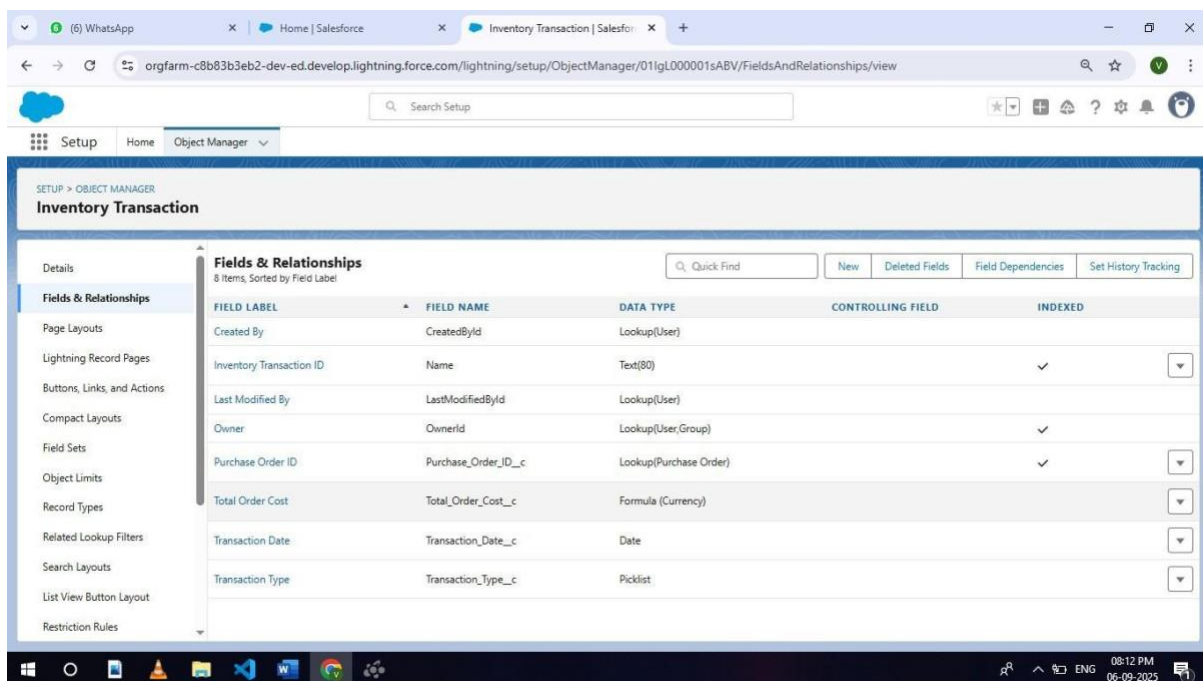 (6) WhatsApp
Home | Salesforce
Inventory Transaction | Salesfor
orgfarm-c8b83b3eb2-dev-ed.develop.lightning.force.com/lightning/setup/ObjectManager/01IgL000001sABV/FieldsAndRelationships/view
V
Search Setup
Setup
Home
Object Manager
SETUP > OBJECT MANAGER
Inventory Transaction
Details
Fields & Relationships
Page Layouts
Lightning Record Pages
Buttons, Links, and Actions
Compact Layouts
Field Sets
Object Limits
Record Types
Related Lookup Filters
Search Layouts
List View Button Layout
Restriction Rules
Fields & Relationships
8 Items, Sorted by Field Label
Quick Find
New
Deleted Fields
Field Dependencies
Set History Tracking
FIELD LABEL FIELD NAME DATA TYPE CONTROLLING FIELD INDEXED
Created By CreatedById Lookup(User)
Inventory Transaction ID Name Text(80)
Last Modified By LastModifiedById Lookup(User)
Owner OwnerId Lookup(User,Group)
Purchase Order ID Purchase_Order_ID__c Lookup(Purchase Order)
Total Order Cost Total_Order_Cost__c Formula (Currency)
Transaction Date Transaction_Date__c Date
Transaction Type Transaction_Type__c Picklist
ENG
08:12 PM
06-09-2025